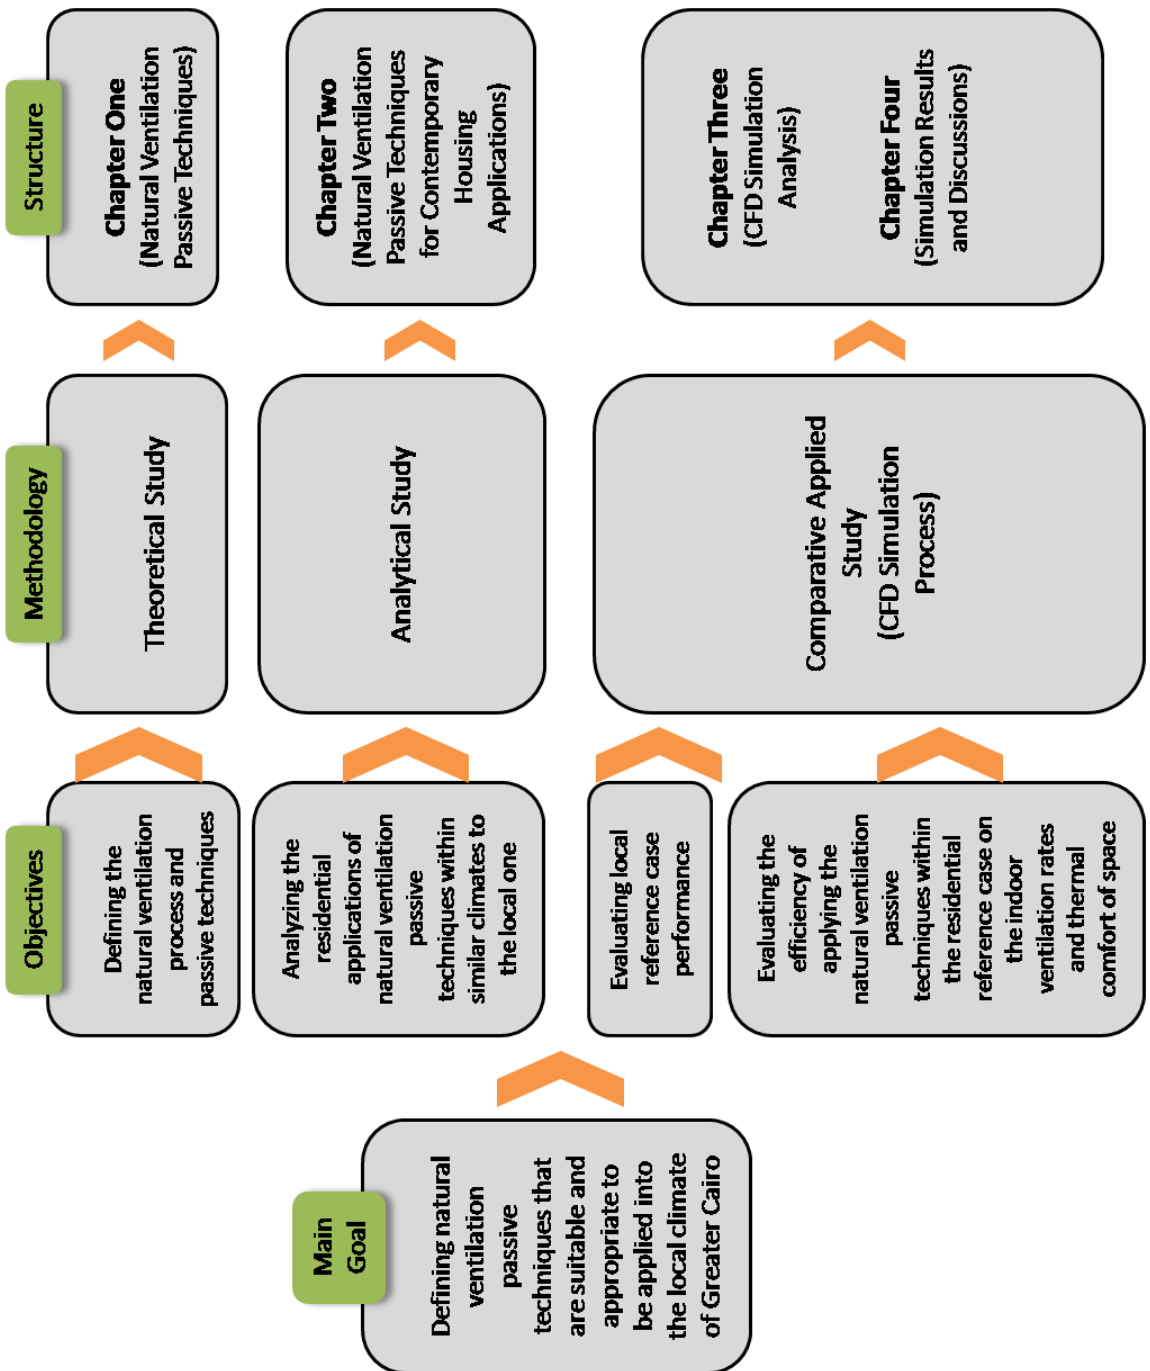 Main
Goal
Defining natural
ventilation
passive
techniques that
are suitable and
appropriate to
be applied into
the local climate
of Greater Cairo
Objectives
Defining the
natural ventilation
process and
passive techniques
Analyzing the
residential
applications of
natural ventilation
passive
techniques within
similar climates to
the local one
Evaluating local
reference case
performance
Evaluating the
efficiency of
applying the
natural ventilation
passive
techniques within
the residential
reference case on
the indoor
ventilation rates
and thermal
comfort of space
Methodology
Theoretical Study
Analytical Study
Comparative Applied
Study
(CFD Simulation
Process)
Structure
Chapter One
(Natural Ventilation
Passive Techniques)
Chapter Two
(Natural Ventilation
Passive Techniques
for Contemporary
Housing
Applications)
Chapter Three
(CFD Simulation
Analysis)
Chapter Four
(Simulation Results
and Discussions)